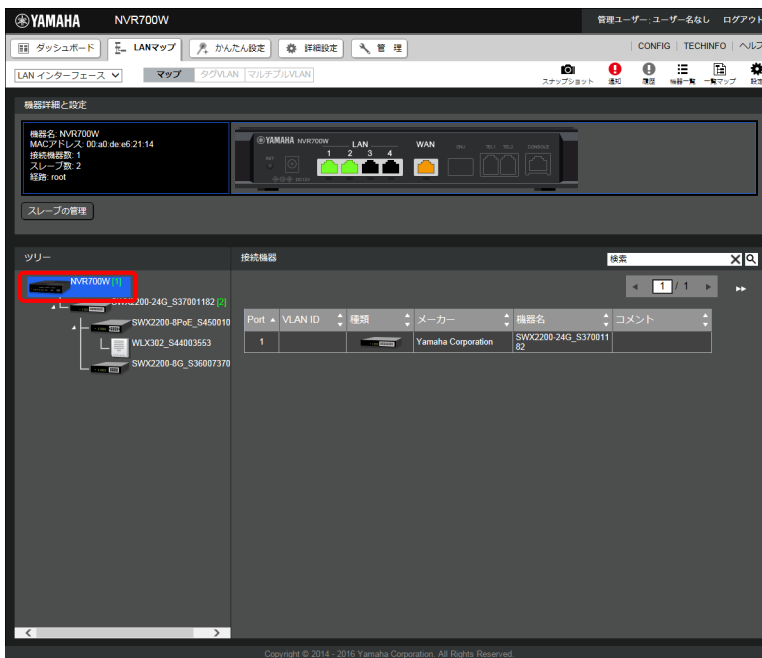 YAMAHA NVR700W 管理ユーザー: ユーザー名なし ログアウト
ダッシュボード LANマップ かんたん設定 詳細設定 管 理 CONFIG TECHINFO ヘルプ
LAN インターフェース マップ タグVLAN マルチプルVLAN スナップショット 通知 履歴 機器一覧 一覧マップ 設定
機器詳細と設定
機器名: NVR700W
MACアドレス: 00:a0:de:e6:21:14
接続機器数: 1
スレーブ数: 2
経路: root
YAMAHA NVR700W LAN WAN ONU TEL1 TEL2 CONSOLE
1 2 3 4
スレーブの管理
ツリー 接続機器 検索
NVR700W [1]
SWX2200-24G_S37001182 [2]
SWX2200-8PoE_S450010
WLX302_S44003553
SWX2200-8G_S36007370
1 / 1
Port VLAN ID 種類 メーカー 機器名 コメント
1 Yamaha Corporation SWX2200-24G_S370011
82
Copyright © 2014 - 2016 Yamaha Corporation. All Rights Reserved.